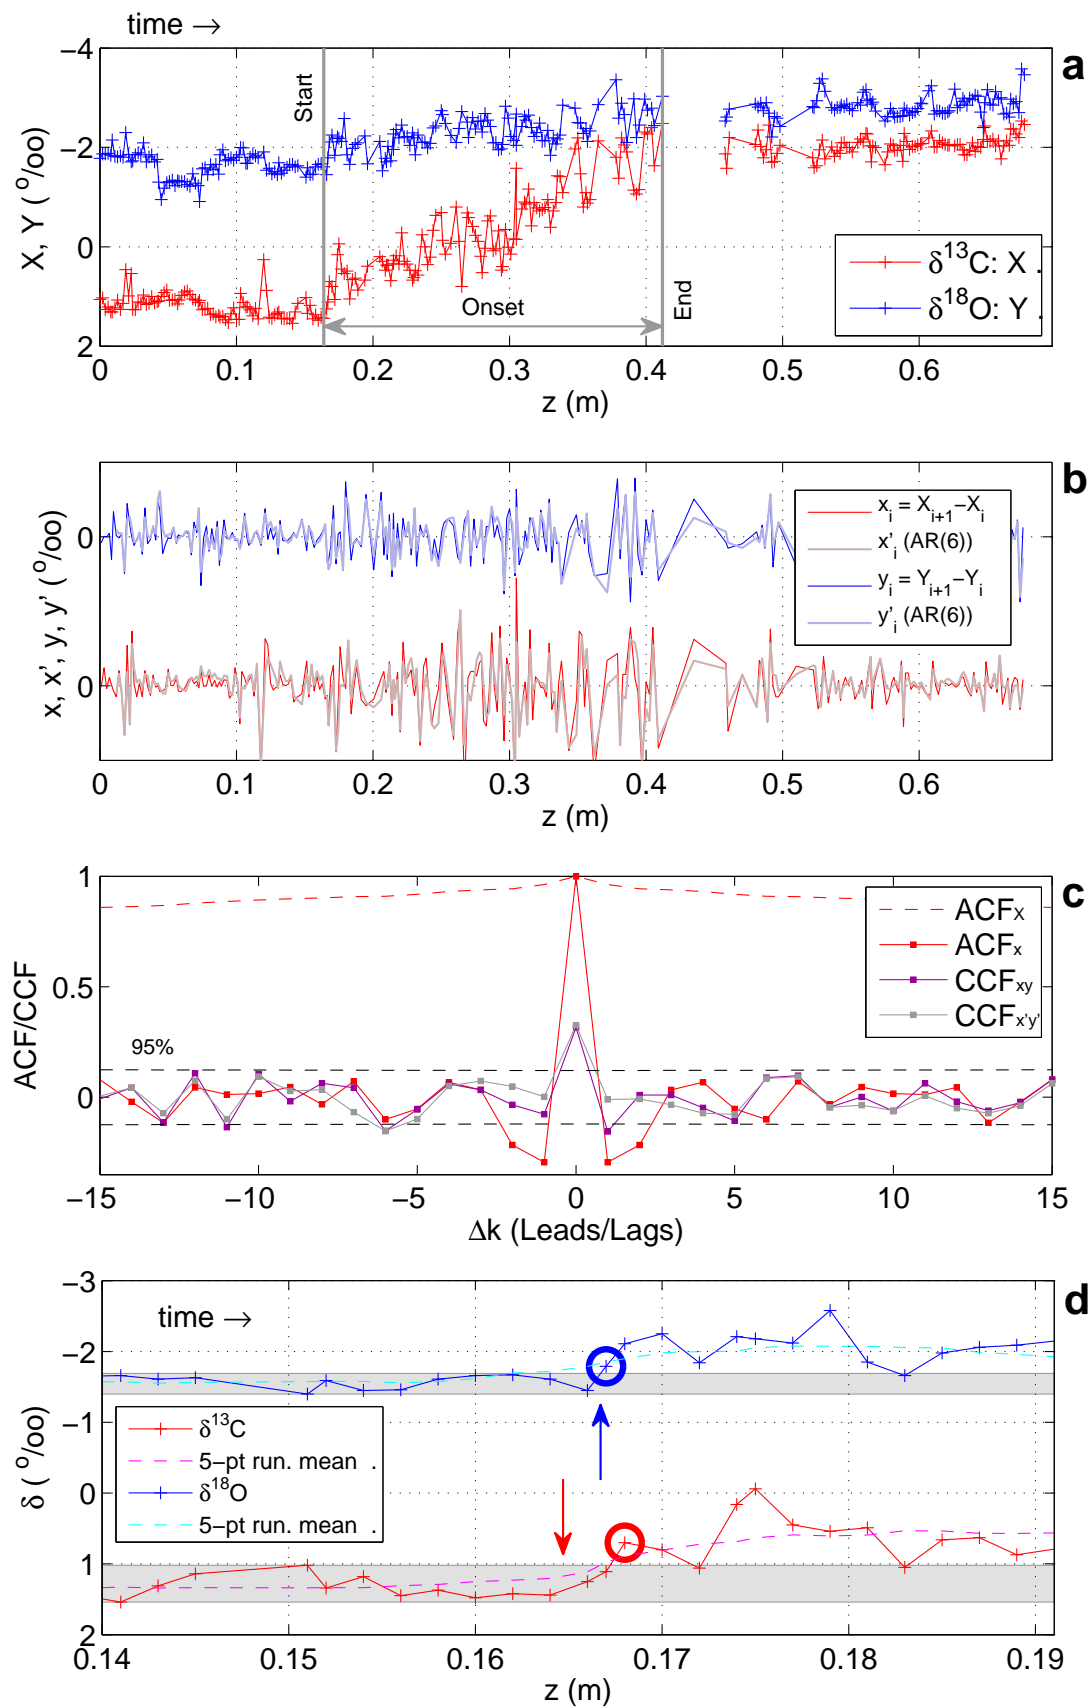 time →
a
−4
−2
0
2
X, Y (°/oo)
Start
Onset
End
δ13C: X .
δ18O: Y .
0 0.1 0.2 0.3 0.4 0.5 0.6
z (m)
b
0
0
x, x', y, y' (°/oo)
xi = Xi+1−Xi
x'i (AR(6))
yi = Yi+1−Yi
y'i (AR(6))
0 0.1 0.2 0.3 0.4 0.5 0.6
z (m)
c
1
0.5
0
ACF/CCF
95%
ACFX
ACFx
CCFxy
CCFx'y'
−15 −10 −5 0 5 10 15
Δk (Leads/Lags)
d
−3
−2
−1
0
1
2
δ (°/oo)
time →
δ13C
5−pt run. mean .
δ18O
5−pt run. mean .
0.14 0.15 0.16 0.17 0.18 0.19
z (m)